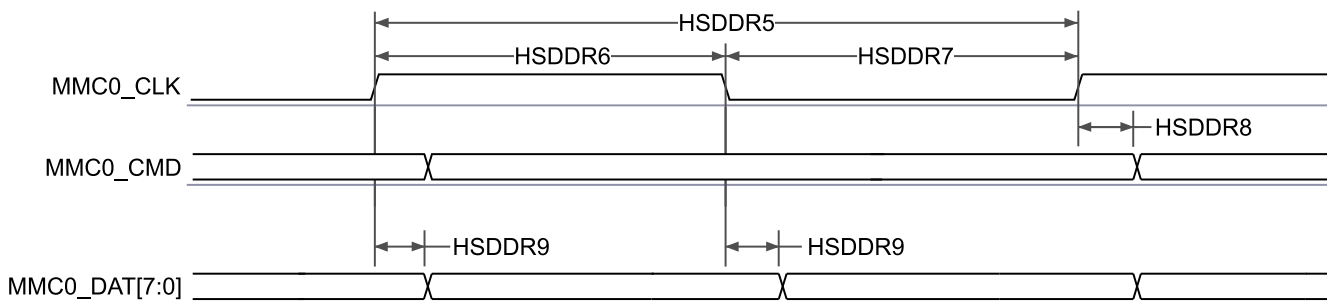 HSDDR5
HSDDR6
HSDDR7
MMC0_CLK
HSDDR8
MMC0_CMD
HSDDR9
HSDDR9
MMC0_DAT[7:0]